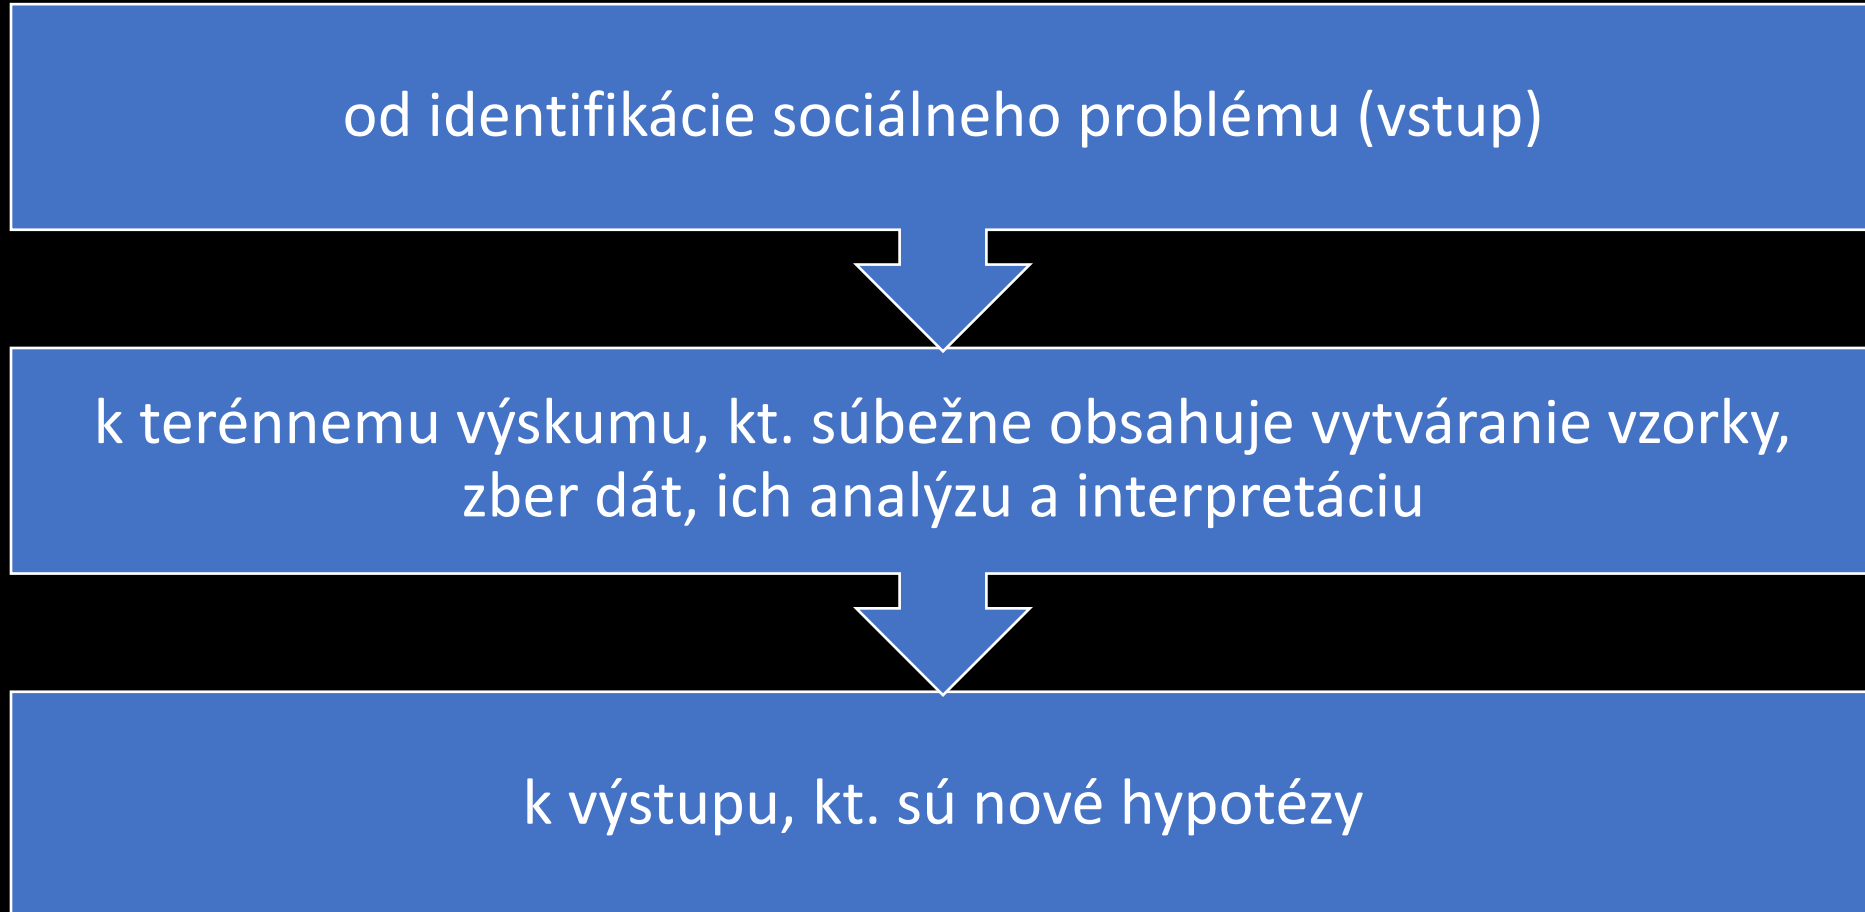 od identifikácie sociálneho problému (vstup)
k terénnemu výskumu, kt. súbežne obsahuje vytváranie vzorky,
zber dát, ich analýzu a interpretáciu
k výstupu, kt. sú nové hypotézy